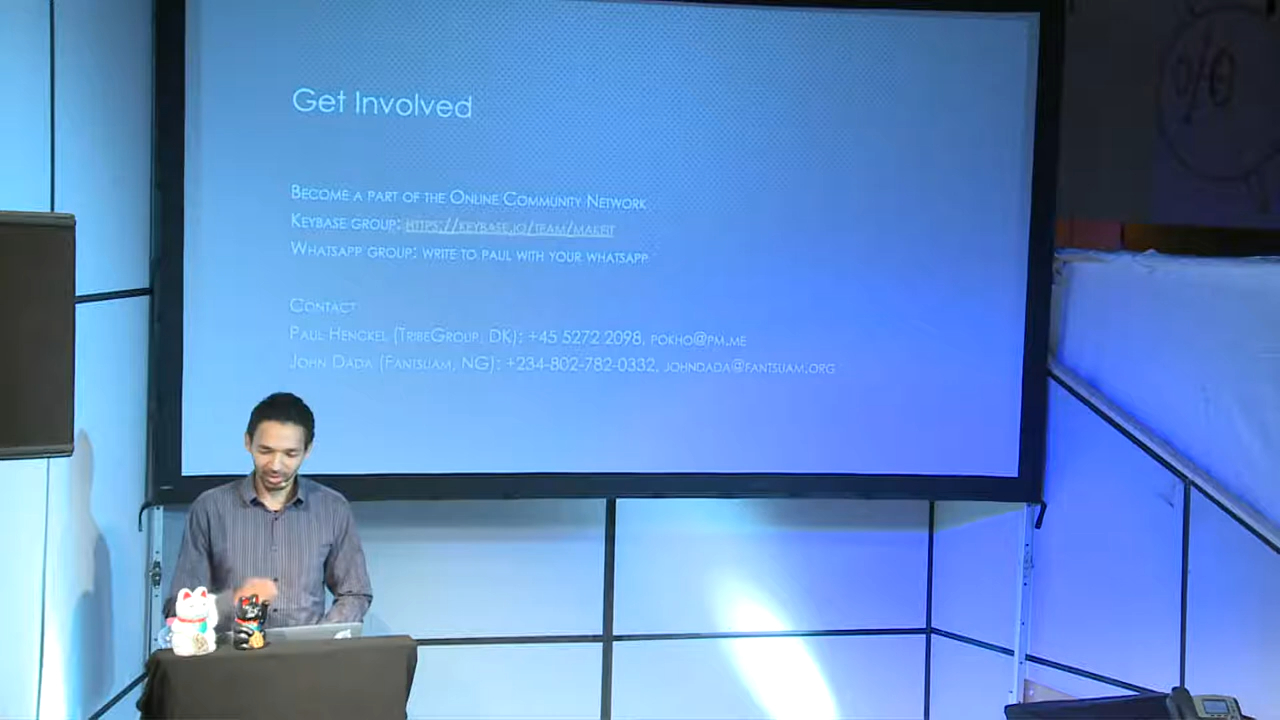 Get Involved
Become a part of the Online Community Network
Keybase group: https://keybase.io/team/makeit
Whatsapp group: write to paul with your whatsapp
Contact
Paul Henckel (TribeGroup, DK): +45 5272 2098, pokho@pm.me
John Dada (Fantsuam, NG): +234-802-782-0332, johndada@fantsuam.org